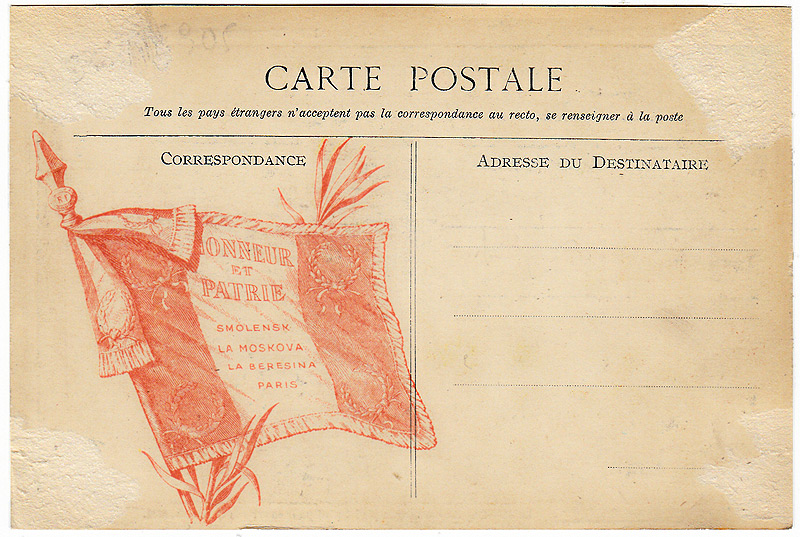 CARTE POSTALE
Tous les pays étrangers n'acceptent pas la correspondance au recto, se renseigner à la poste
CORRESPONDANCE
ADRESSE DU DESTINATAIRE
HONNEUR
ET
PATRIE
SMOLENSK
LA MOSKOVA
LA BERESINA
PARIS